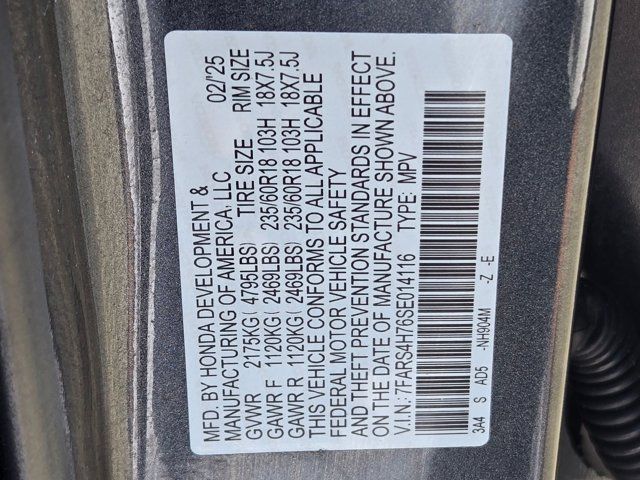 MFD. BY HONDA DEVELOPMENT & 02/'25
MANUFACTURING OF AMERICA, LLC
GVWR 2175KG( 4795LBS) TIRE SIZE RIM SIZE
GAWR F 1120KG( 2469LBS) 235/60R18 103H 18X7.5J
GAWR R 1120KG( 2469LBS) 235/60R18 103H 18X7.5J
THIS VEHICLE CONFORMS TO ALL APPLICABLE
FEDERAL MOTOR VEHICLE SAFETY
AND THEFT PREVENTION STANDARDS IN EFFECT
ON THE DATE OF MANUFACTURE SHOWN ABOVE.
V.I.N.: 7FARS4H76SE014116 TYPE: MPV
3A4 S AD5 -NH904M -Z -E